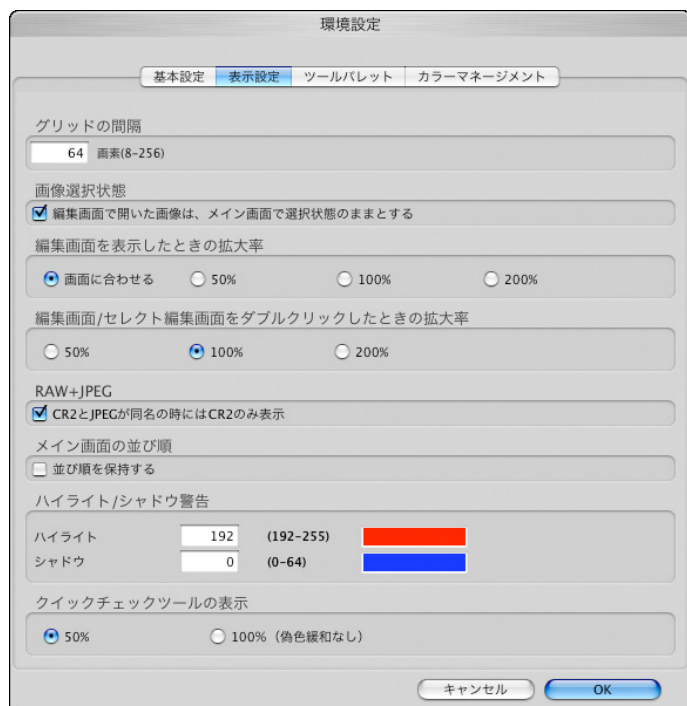 環境設定
基本設定 表示設定 ツールパレット カラーマネージメント
グリッドの間隔
64 画素(8-256)
画像選択状態
編集画面で開いた画像は、メイン画面で選択状態のままとする
編集画面を表示したときの拡大率
画面に合わせる 50% 100% 200%
編集画面/セレクト編集画面をダブルクリックしたときの拡大率
50% 100% 200%
RAW+JPEG
CR2とJPEGが同名の時にはCR2のみ表示
メイン画面の並び順
並び順を保持する
ハイライト/シャドウ警告
ハイライト 192 (192-255)
シャドウ 0 (0-64)
クイックチェックツールの表示
50% 100% (偽色緩和なし)
キャンセル OK